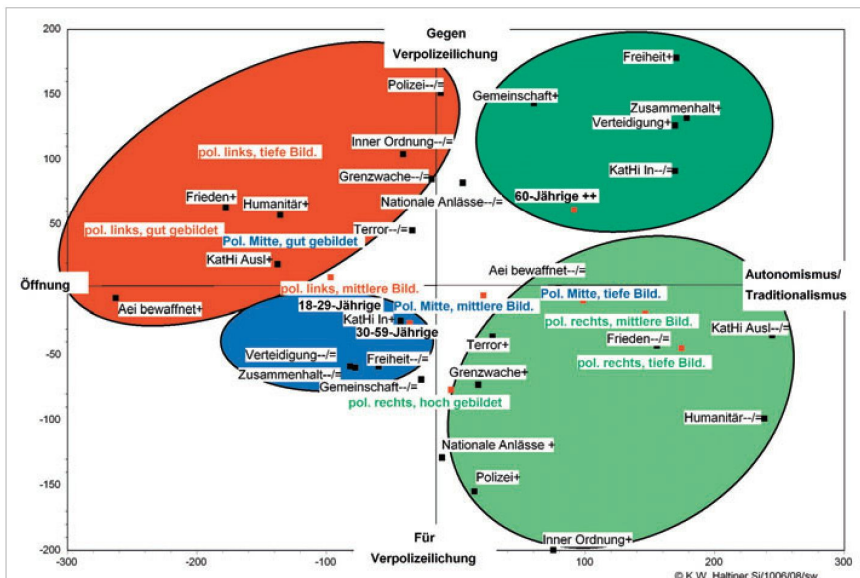 200
Gegen
Verpolizeilichung
Freiheit+
Polizei--/=
150
Gemeinschaft+
Zusammenhalt+
Verteidigung+
Inner Ordnung--/=
100
pol. links, tiefe Bild.
Grenzwache--/=
KatHi In--/=
Frieden+
Humanitär+
Nationale Anlässe--/=
60-Jährige ++
50
pol. links, gut gebildet
Terror--/=
Pol. Mitte, gut gebildet
KatHi Ausl+
Aei bewaffnet--/=
Öffnung
0
pol. links, mittlere Bild.
Autonomismus/
Traditionalismus
Pol. Mitte, tiefe Bild.
Aei bewaffnet+
18-29-Jährige
Pol. Mitte, mittlere Bild.
KatHi In+
pol. rechts, mittlere Bild.
30-59-Jährige
KatHi Ausl--/=
Frieden--/=
Terror+
-50
Verteidigung--/=
Freiheit--/=
pol. rechts, tiefe Bild.
Zusammenhalt--/=
Grenzwache+
Gemeinschaft--/=
pol. rechts, hoch gebildet
-100
Humanitär--/=
Nationale Anlässe +
-150
Polizei+
Für
Verpolizeilichung
Inner Ordnung+
-200
-300
-200
-100
0
100
200
300